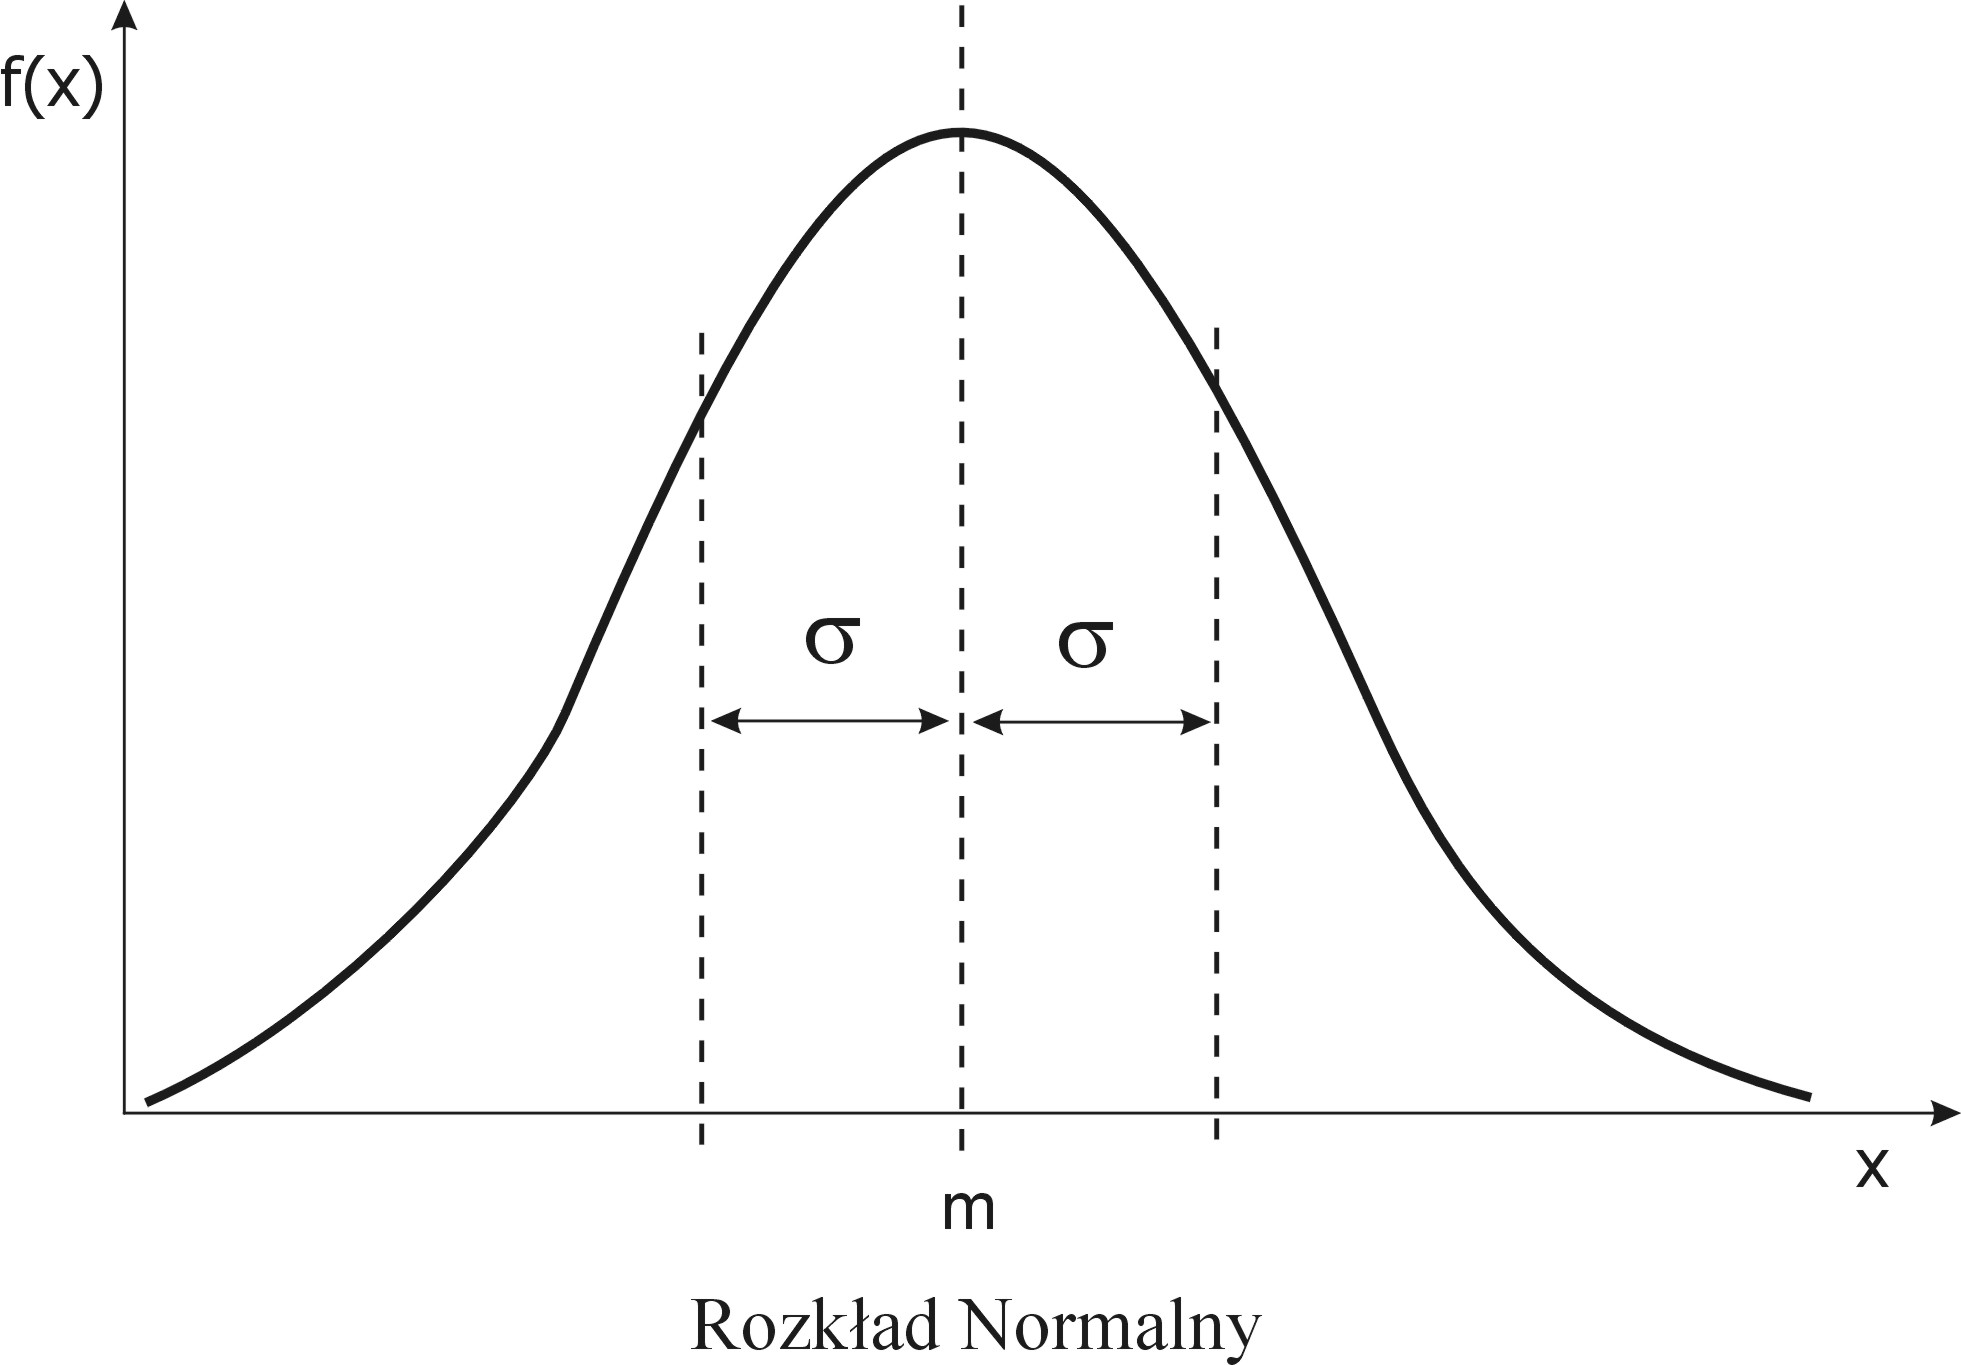 f(x)
σ σ
x
m
Rozkład Normalny